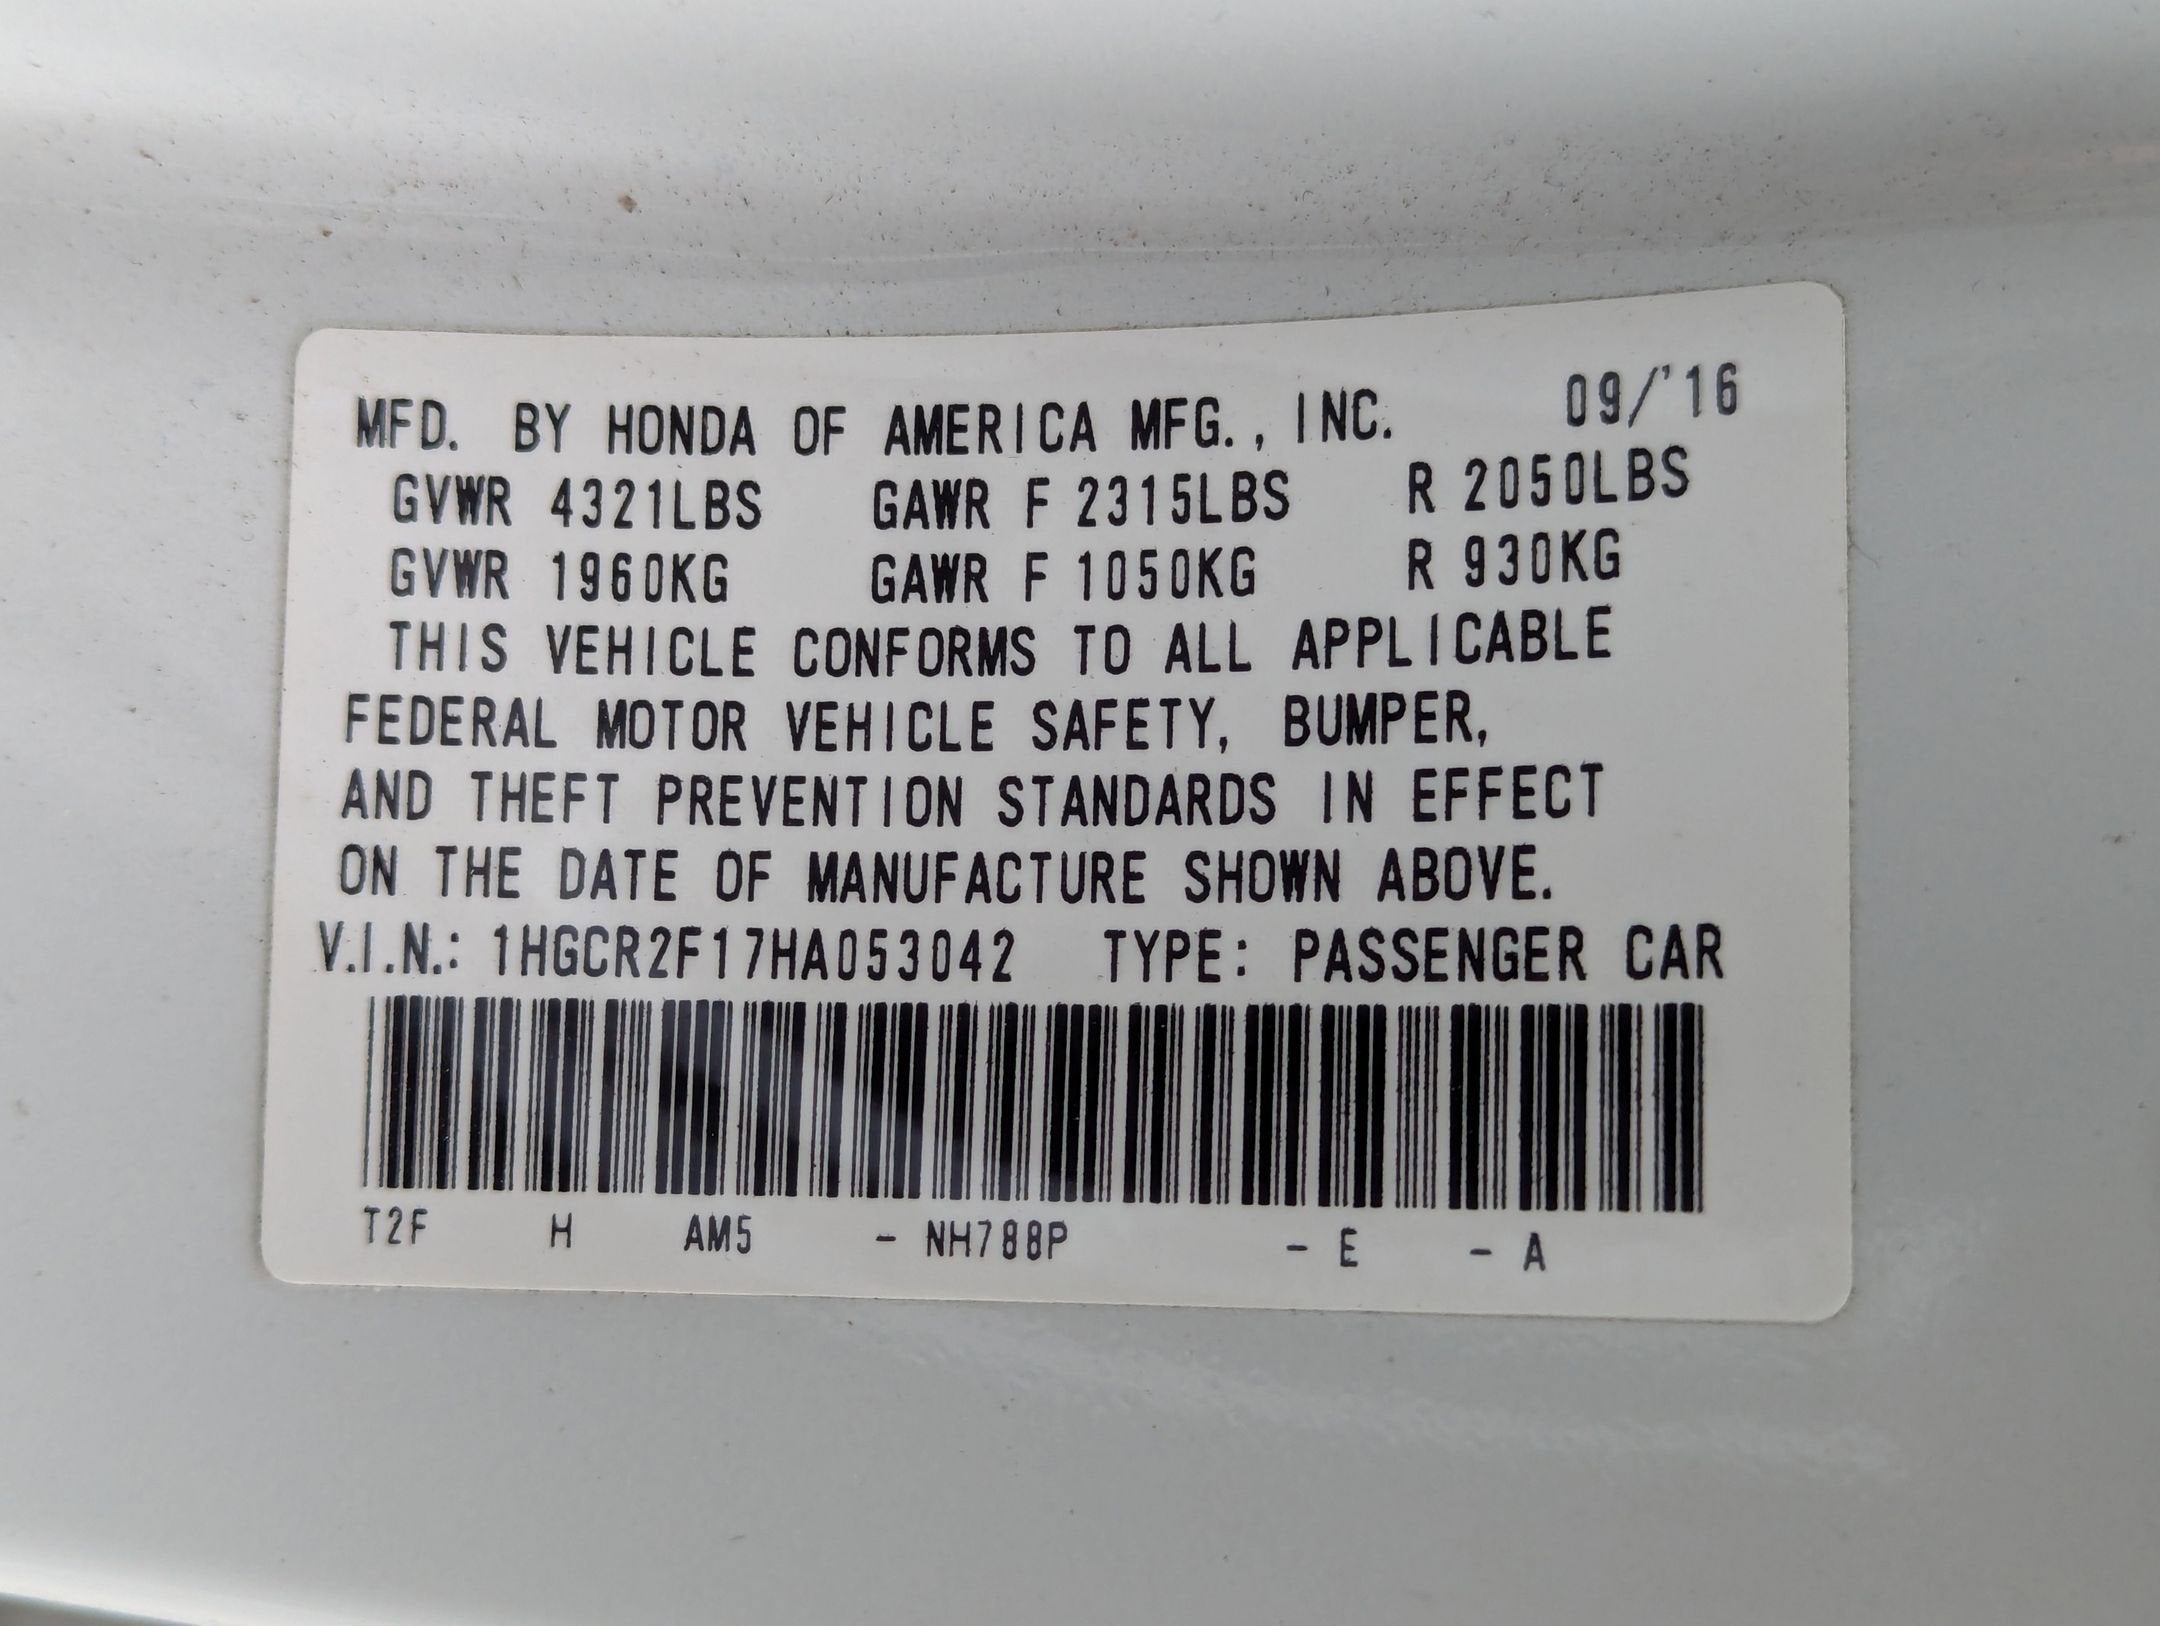 MFD. BY HONDA OF AMERICA MFG., INC. 09/'16
GVWR 4321LBS GAWR F 2315LBS R 2050LBS
GVWR 1960KG GAWR F 1050KG R 930KG
THIS VEHICLE CONFORMS TO ALL APPLICABLE
FEDERAL MOTOR VEHICLE SAFETY, BUMPER,
AND THEFT PREVENTION STANDARDS IN EFFECT
ON THE DATE OF MANUFACTURE SHOWN ABOVE.
V.I.N.: 1HGCR2F17HA053042 TYPE: PASSENGER CAR
T2F H AM5 - NH788P - E - A